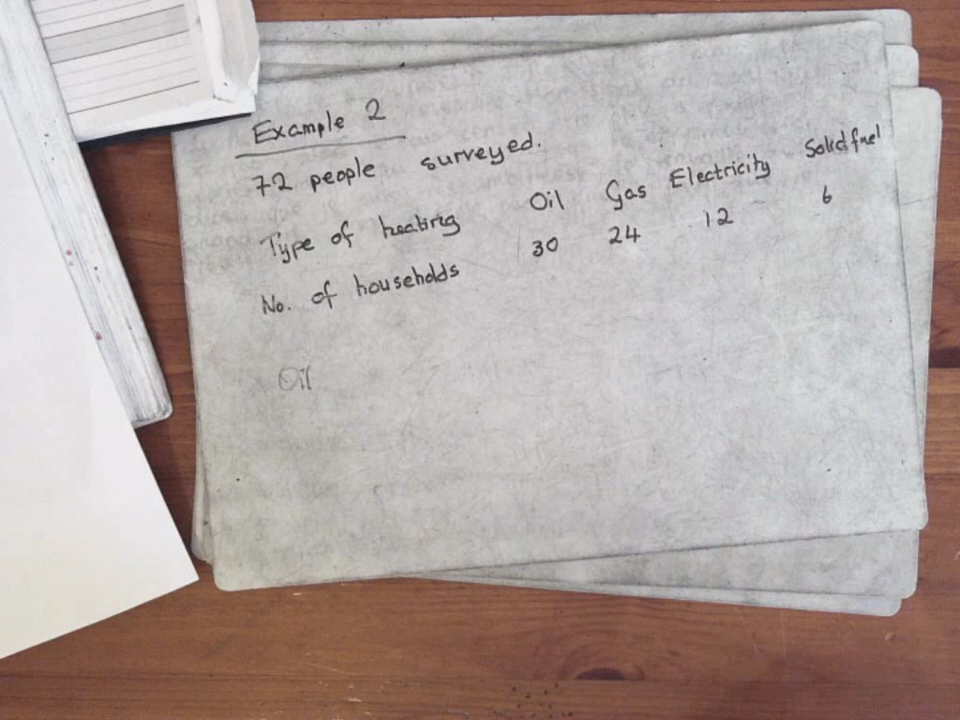 Example 2
72 people surveyed.
Type of heating Oil Gas Electricity Solid fuel
No. of households 30 24 12 6
Oil